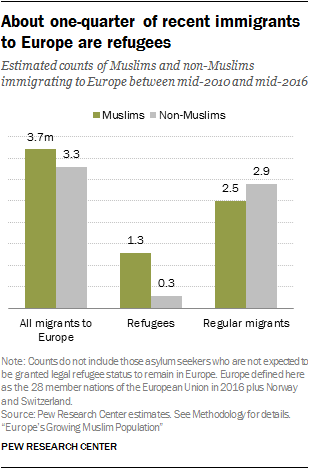 About one-quarter of recent immigrants
to Europe are refugees
Estimated counts of Muslims and non-Muslims
immigrating to Europe between mid-2010 and mid-2016
Muslims Non-Muslims
3.7m
3.3
1.3
0.3
2.5
2.9
All migrants to
Europe
Refugees
Regular migrants
Note: Counts do not include those asylum seekers who are not expected to
be granted legal refugee status to remain in Europe. Europe defined here
as the 28 member nations of the European Union in 2016 plus Norway
and Switzerland.
Source: Pew Research Center estimates. See Methodology for details.
“Europe’s Growing Muslim Population”
PEW RESEARCH CENTER